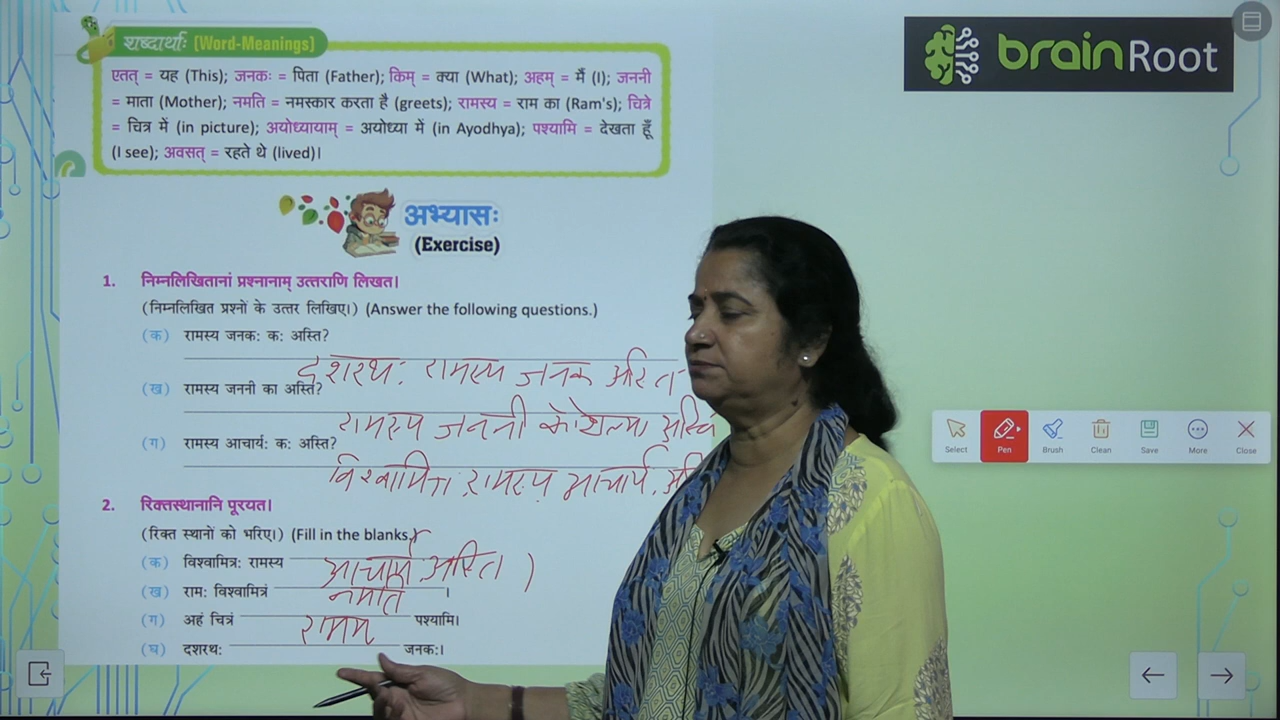 शब्दार्थाः (Word-Meanings)
brainRoot
एतत् = यह (This); जनकः = पिता (Father); किम् = क्या (What); अहम् = मैं (I); जननी
= माता (Mother); नमति = नमस्कार करता है (greets); रामस्य = राम का (Ram's); चित्रे
= चित्र में (in picture); अयोध्यायाम् = अयोध्या में (in Ayodhya); पश्यामि = देखता हूँ
(I see); अवसत् = रहते थे (lived)।
अभ्यासः
(Exercise)
1. निम्नलिखितानां प्रश्नानाम् उत्तराणि लिखत।
(निम्नलिखित प्रश्नों के उत्तर लिखिए।) (Answer the following questions.)
(क) रामस्य जनकः कः अस्ति?
दशरथः रामस्य जनक अस्ति
(ख) रामस्य जननी का अस्ति?
रामस्य जननी
(ग) रामस्य आचार्यः कः अस्ति?
रामस्य आचार्य
2. रिक्तस्थानानि पूरयत।
(रिक्त स्थानों को भरिए।) (Fill in the blanks.)
(क) विश्वामित्रः रामस्य आचार्य अस्ति।
(ख) रामः विश्वामित्रं नमति ।
(ग) अहं चित्रं रामम् पश्यामि।
(घ) दशरथः जनकः।
Select Pen Brush Clean Save More Close